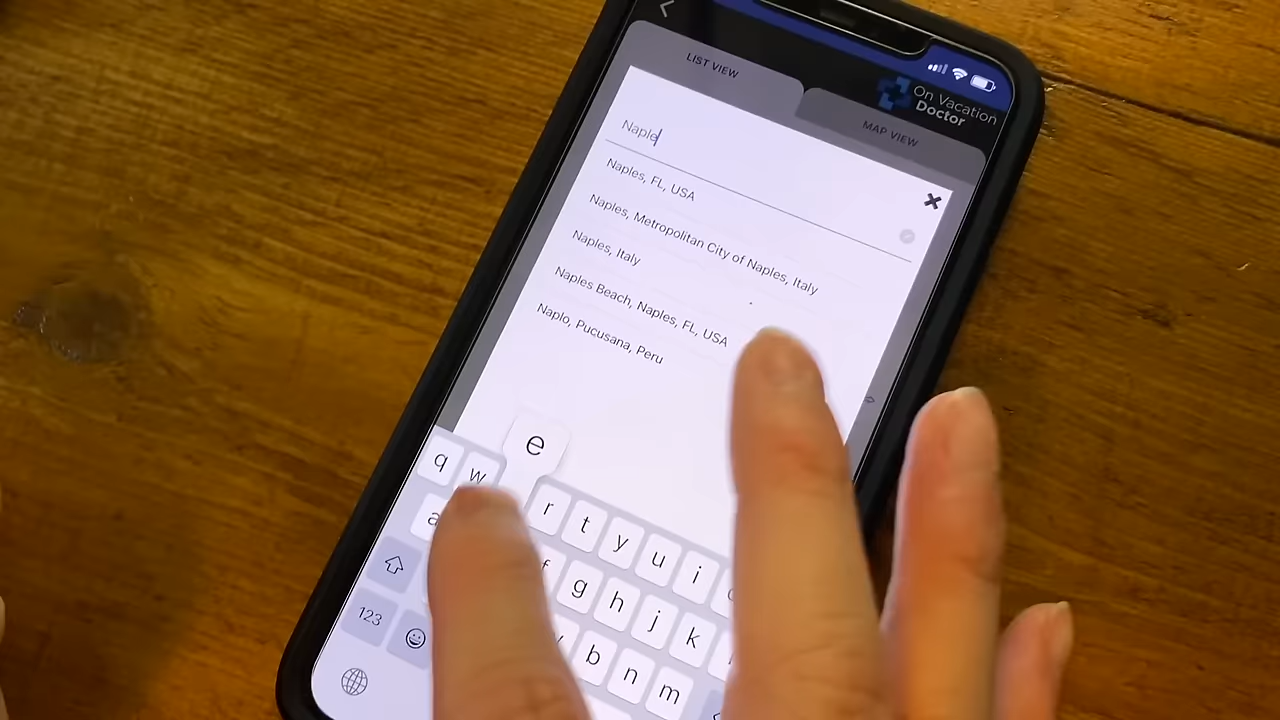 LIST VIEW
On Vacation
Doctor
MAP VIEW
Naple
Naples, FL, USA
Naples, Metropolitan City of Naples, Italy
Naples, Italy
Naples Beach, Naples, FL, USA
Naplo, Pucusana, Peru
e
q w r t y u i
a f g h j k
v b n m
123